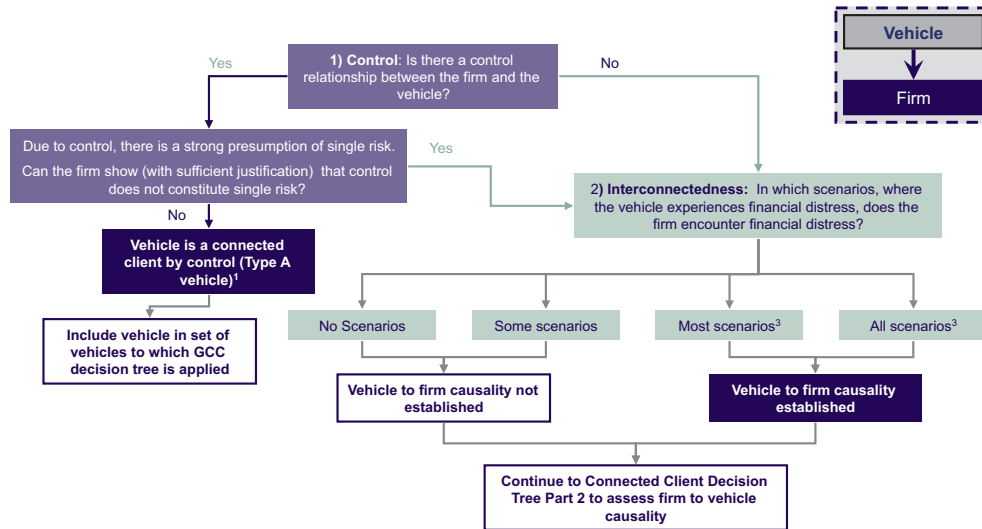 Vehicle
Firm
1) Control: Is there a control
relationship between the firm and the
vehicle?
Yes
No
Due to control, there is a strong presumption of single risk.
Can the firm show (with sufficient justification) that control
does not constitute single risk?
Yes
No
2) Interconnectedness: In which scenarios, where
the vehicle experiences financial distress, does the
firm encounter financial distress?
Vehicle is a connected
client by control (Type A
vehicle)¹
Include vehicle in set of
vehicles to which GCC
decision tree is applied
No Scenarios
Some scenarios
Most scenarios³
All scenarios³
Vehicle to firm causality not
established
Vehicle to firm causality
established
Continue to Connected Client Decision
Tree Part 2 to assess firm to vehicle
causality